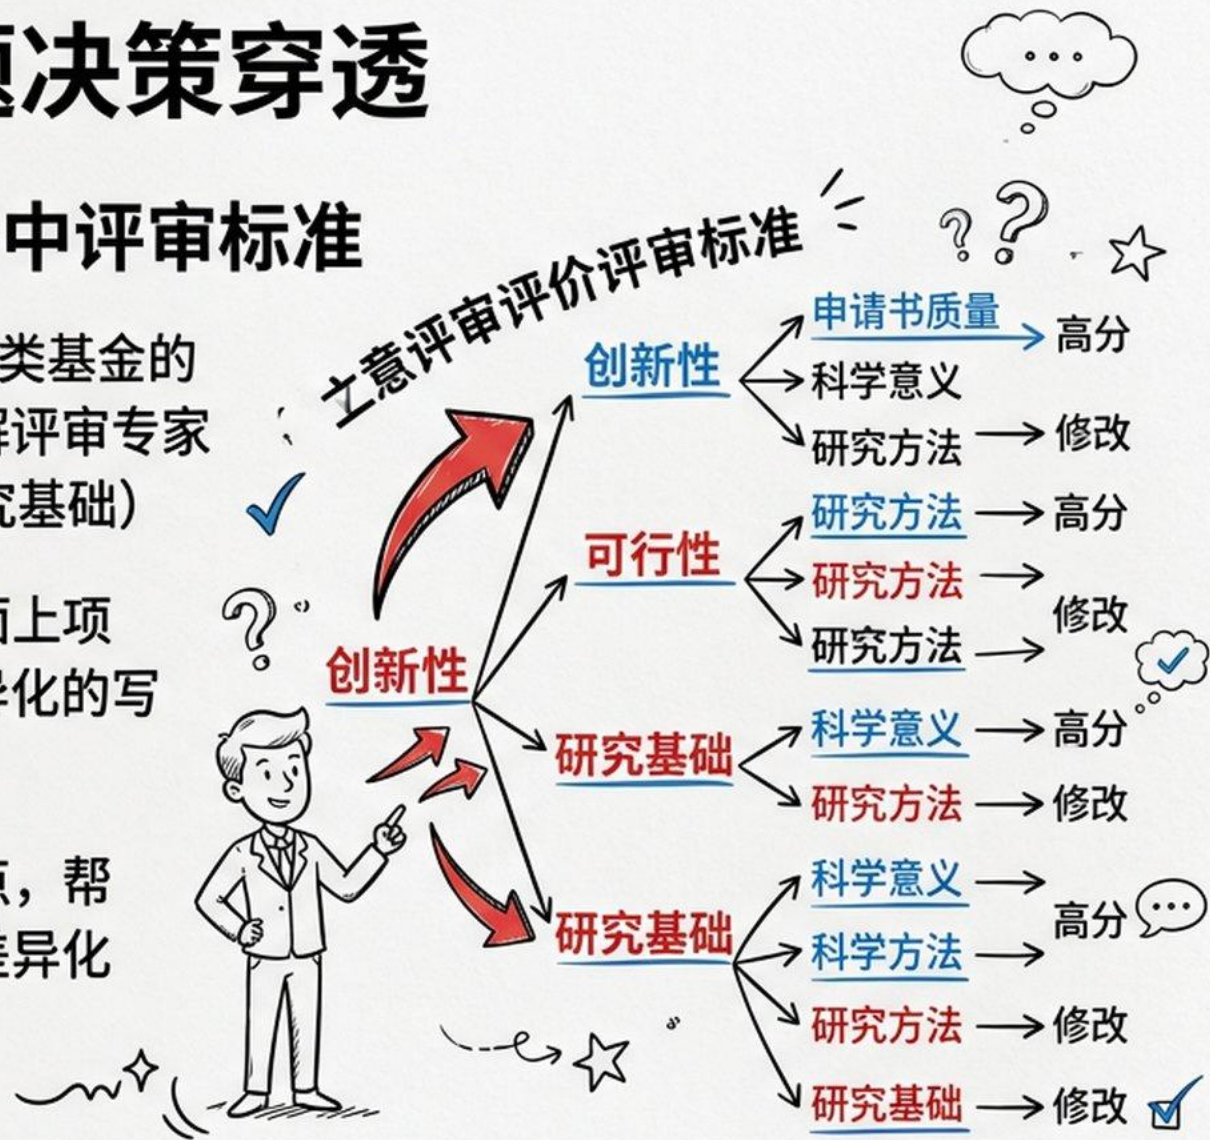 决策穿透
中评审标准
类基金的
评审专家
究基础）
面上项
异化的写
点，帮
差异化
意评审评价评审标准
创新性
创新性
申请书质量
高分
科学意义
研究方法
修改
可行性
研究方法
高分
研究方法
修改
研究方法
研究基础
科学意义
高分
研究方法
修改
研究基础
科学意义
高分
科学方法
研究方法
修改
研究基础
修改